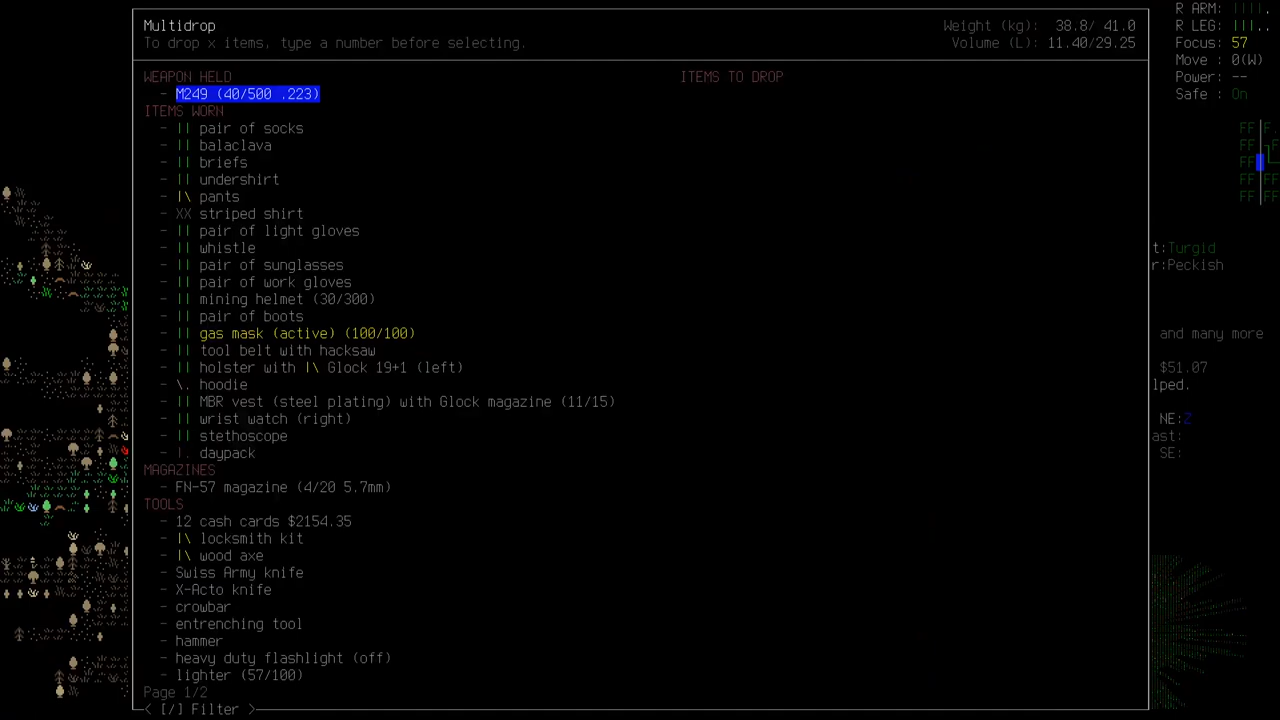 Multidrop
Weight (kg): 38.8/ 41.0
To drop x items, type a number before selecting.
Volume (L): 11.40/29.25
WEAPON HELD
ITEMS TO DROP
- M249 (40/500 .223)
ITEMS WORN
- || pair of socks
- || balaclava
- || briefs
- || undershirt
- |\ pants
- XX striped shirt
- || pair of light gloves
- || whistle
- || pair of sunglasses
- || pair of work gloves
- || mining helmet (30/300)
- || pair of boots
- || gas mask (active) (100/100)
- || tool belt with hacksaw
- || holster with |\ Glock 19+1 (left)
- \. hoodie
- || MBR vest (steel plating) with Glock magazine (11/15)
- || wrist watch (right)
- || stethoscope
- |. daypack
MAGAZINES
- FN-57 magazine (4/20 5.7mm)
TOOLS
- 12 cash cards $2154.35
- |\ locksmith kit
- |\ wood axe
- Swiss Army knife
- X-Acto knife
- crowbar
- entrenching tool
- hammer
- heavy duty flashlight (off)
- lighter (57/100)
Page 1/2
< [/] Filter >
R ARM: ||||.
R LEG: |||..
Focus: 57
Move : 0(W)
Power: --
Safe : On
t:Turgid
r:Peckish
and many more
$51.07
lped.
NE:Z
ast:
SE: